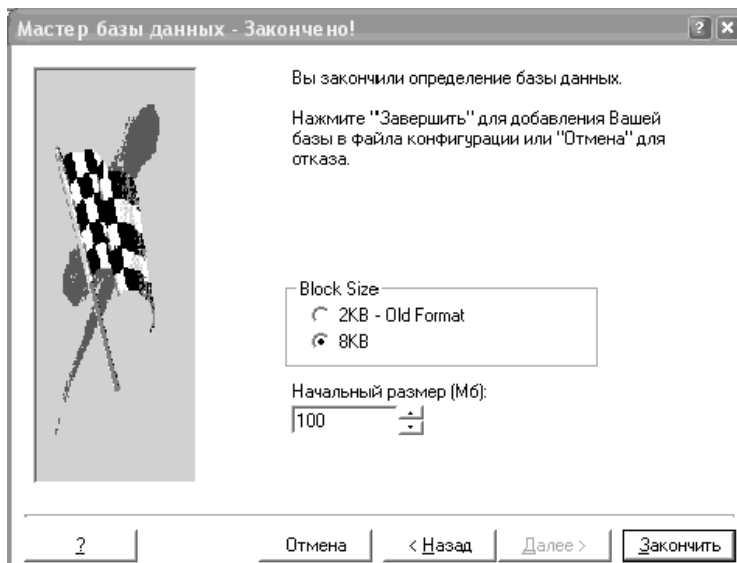 Мастер базы данных - Закончено!
Вы закончили определение базы данных.
Нажмите "Завершить" для добавления Вашей
базы в файла конфигурации или "Отмена" для
отказа.
Block Size
2KB - Old Format
8KB
Начальный размер (Мб):
100
?
Отмена
< Назад
Далее >
Закончить